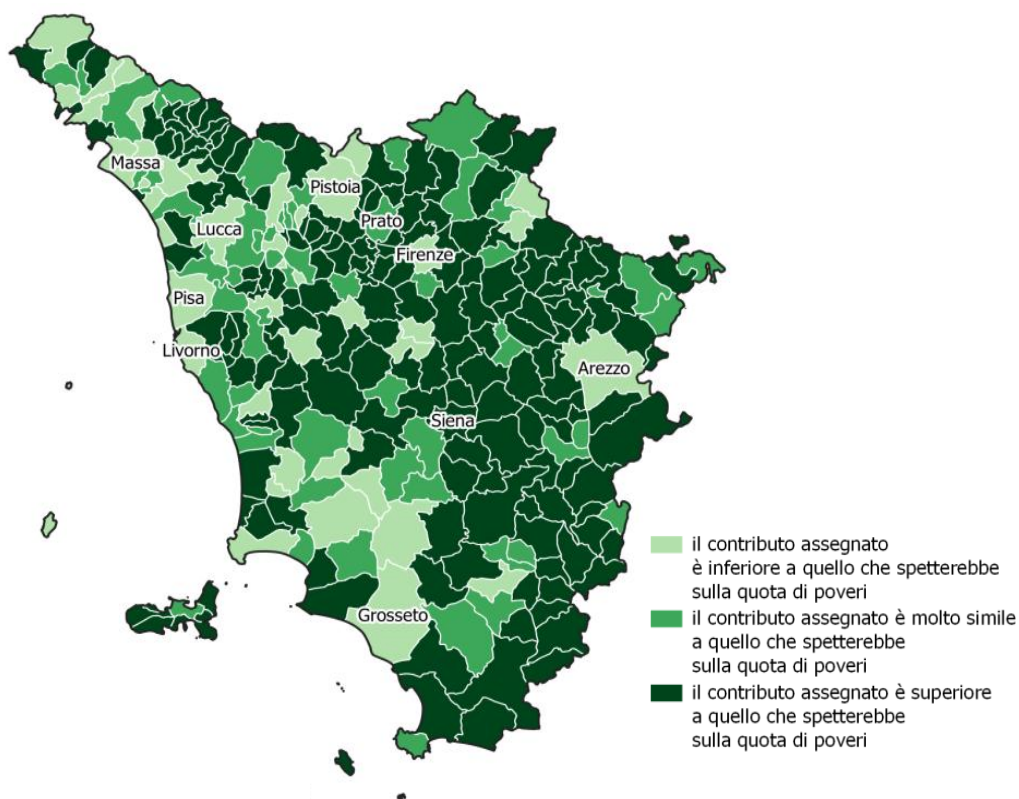 Massa
Pistoia
Prato
Lucca
Firenze
Pisa
Livorno
Arezzo
Siena
Grosseto
il contributo assegnato
è inferiore a quello che spetterebbe
sulla quota di poveri
il contributo assegnato è molto simile
a quello che spetterebbe
sulla quota di poveri
il contributo assegnato è superiore
a quello che spetterebbe
sulla quota di poveri